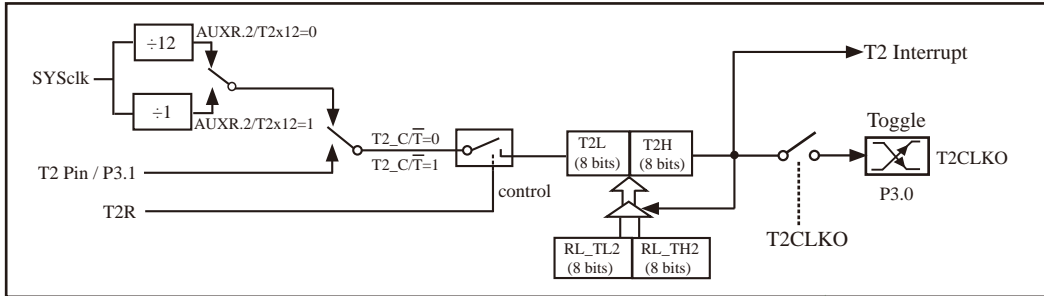 AUXR.2/T2x12=0
÷12
SYSclk
÷1
AUXR.2/T2x12=1
T2 Pin / P3.1
T2R
T2_C/T̅=0
T2_C/T̅=1
control
T2L
(8 bits)
T2H
(8 bits)
RL_TL2
(8 bits)
RL_TH2
(8 bits)
T2 Interrupt
Toggle
T2CLKO
P3.0
T2CLKO